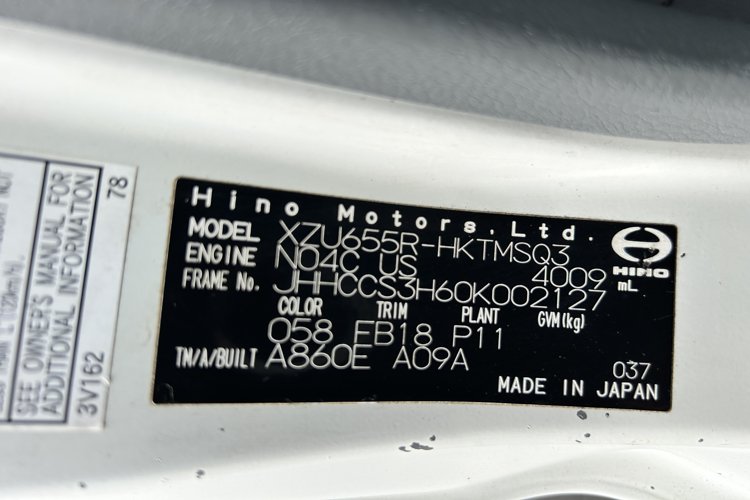 Hino Motors, Ltd.
MODEL XZU655R-HKTMSQ3
ENGINE N04C US 4009 mL
FRAME No. JHHCCS3H60K002127
HINO
COLOR TRIM PLANT GVM(kg)
058 FB18 P11
TM/A/BUILT A860E A09A
037
MADE IN JAPAN
SEE OWNER'S MANUAL FOR
ADDITIONAL INFORMATION
3V162 78